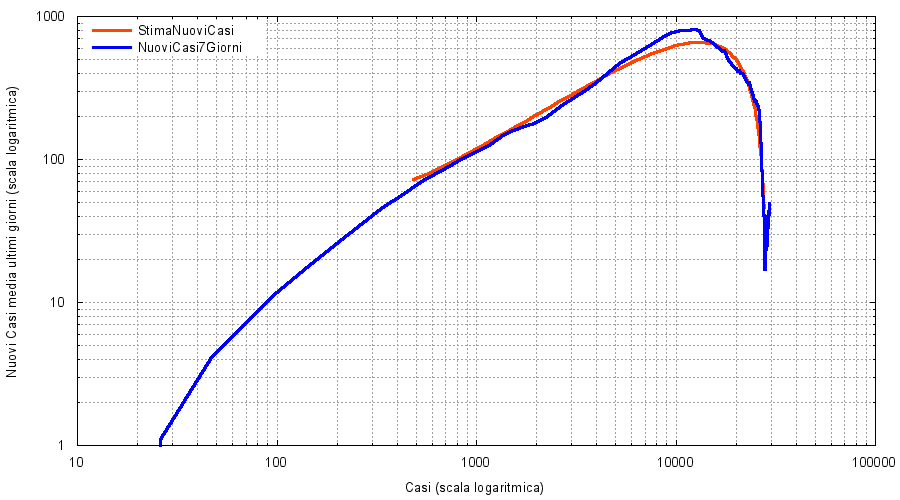 1000
100
10
1
StimaNuoviCasi
NuoviCasi7Giorni
Nuovi Casi media ultimi giorni (scala logaritmica)
10 100 1000 10000 100000
Casi (scala logaritmica)